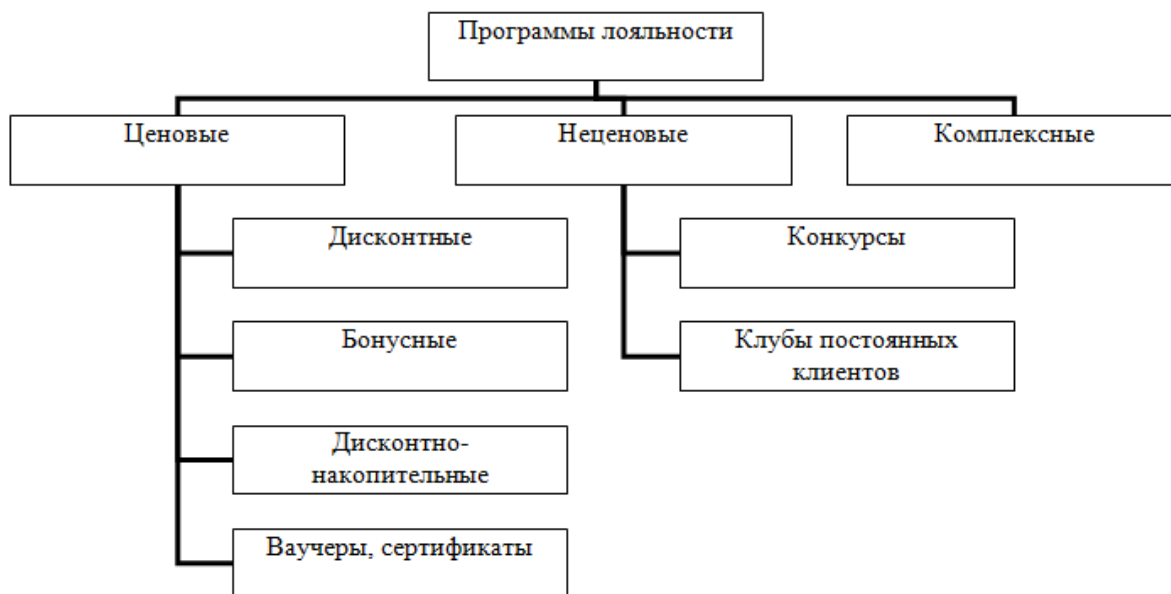 Программы лояльности
Ценовые
Неценовые
Комплексные
Дисконтные
Конкурсы
Бонусные
Клубы постоянных
клиентов
Дисконтно-
накопительные
Ваучеры, сертификаты